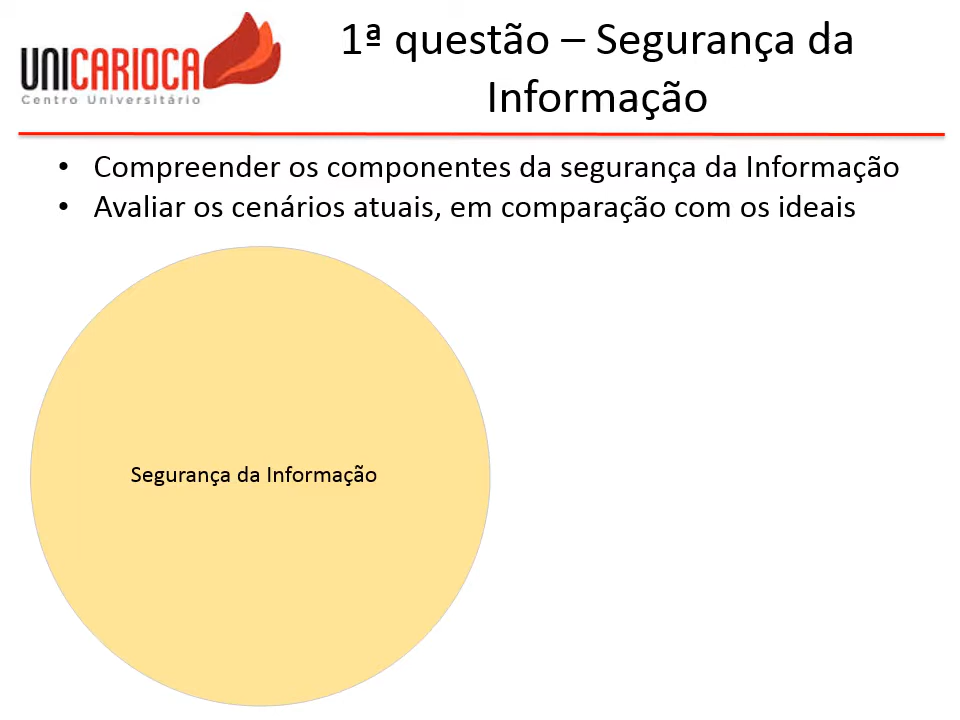 UNICARIOCA
Centro Universitário
1ª questão – Segurança da
Informação
• Compreender os componentes da segurança da Informação
• Avaliar os cenários atuais, em comparação com os ideais
Segurança da Informação